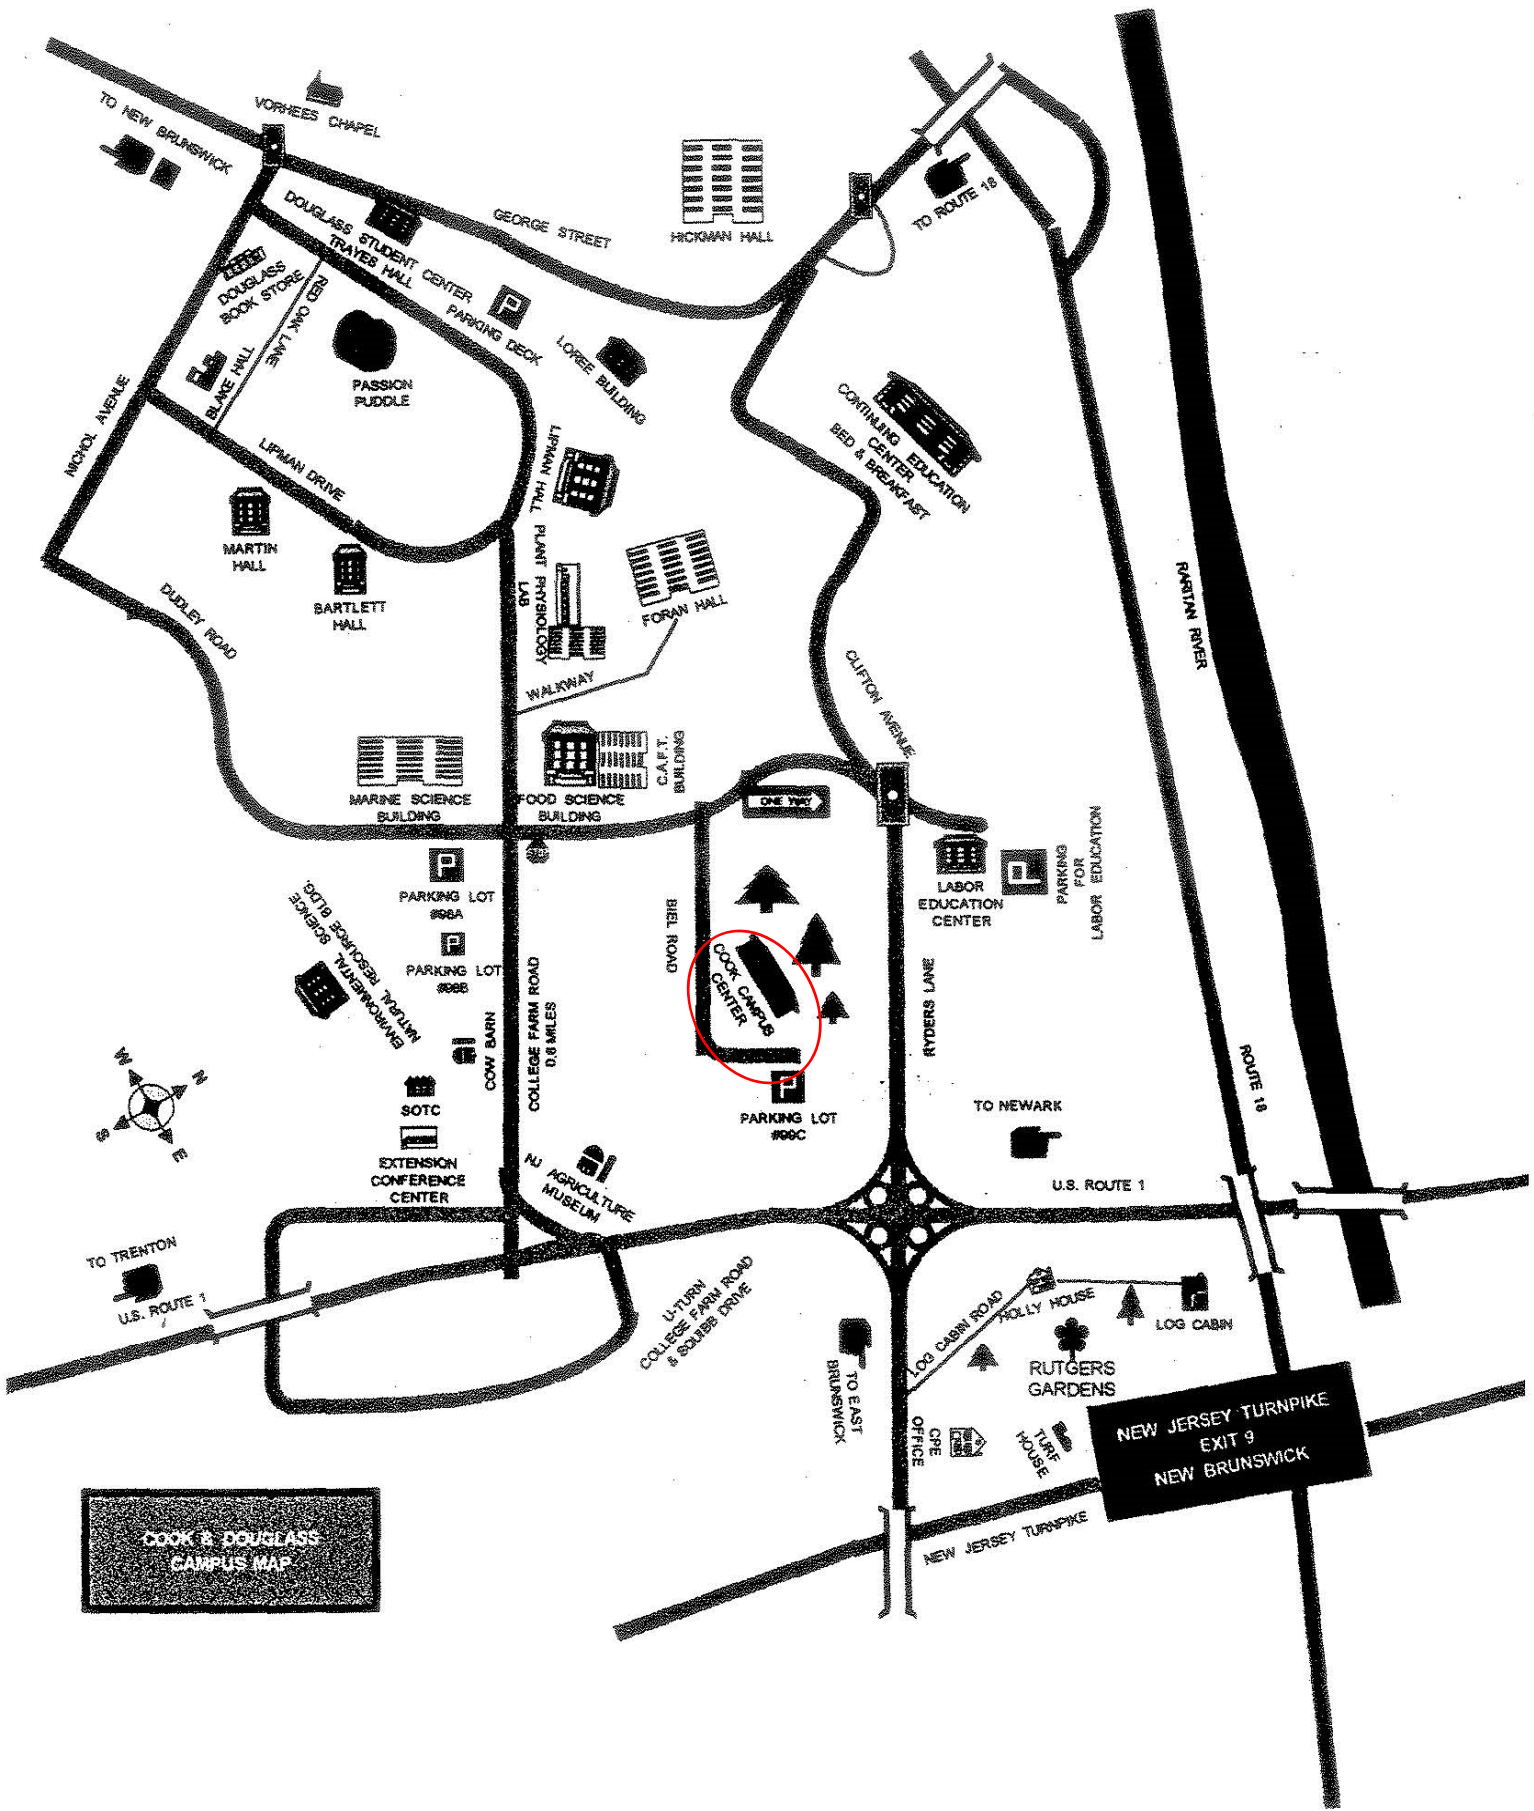 VORHEES CHAPEL
TO NEW BRUNSWICK
GEORGE STREET
HICKMAN HALL
TO ROUTE 18
DOUGLASS STUDENT CENTER
TRAYES HALL
DOUGLASS
BOOK STORE
RED OAK LANE
P
PARKING DECK
LOREE BUILDING
BLAKE HALL
PASSION
PUDDLE
NICHOL AVENUE
LIPMAN DRIVE
LIPMAN HALL
CONTINUING EDUCATION
CENTER
BED & BREAKFAST
MARTIN
HALL
BARTLETT
HALL
PLANT PHYSIOLOGY
LAB
FORAN HALL
DUDLEY ROAD
WALKWAY
CLIFTON AVENUE
RARITAN RIVER
MARINE SCIENCE
BUILDING
FOOD SCIENCE
BUILDING
C.A.F.T.
BUILDING
ONE WAY
P
PARKING LOT
#98A
P
PARKING LOT
#98B
ENVIRONMENTAL SCIENCE
NATURAL RESOURCE BLDG.
BIEL ROAD
COOK CAMPUS
CENTER
LABOR
EDUCATION
CENTER
P
PARKING
FOR
LABOR EDUCATION
RYDERS LANE
COW BARN
COLLEGE FARM ROAD
0.6 MILES
W
N
S
E
SOTC
EXTENSION
CONFERENCE
CENTER
P
PARKING LOT
#99C
TO NEWARK
ROUTE 18
NJ AGRICULTURE
MUSEUM
U.S. ROUTE 1
TO TRENTON
U.S. ROUTE 1
U-TURN
COLLEGE FARM ROAD
& SQUIBB DRIVE
LOG CABIN ROAD
HOLLY HOUSE
LOG CABIN
RUTGERS
GARDENS
TO EAST
BRUNSWICK
CPE
OFFICE
TURF
HOUSE
NEW JERSEY TURNPIKE
EXIT 9
NEW BRUNSWICK
NEW JERSEY TURNPIKE
COOK & DOUGLASS
CAMPUS MAP